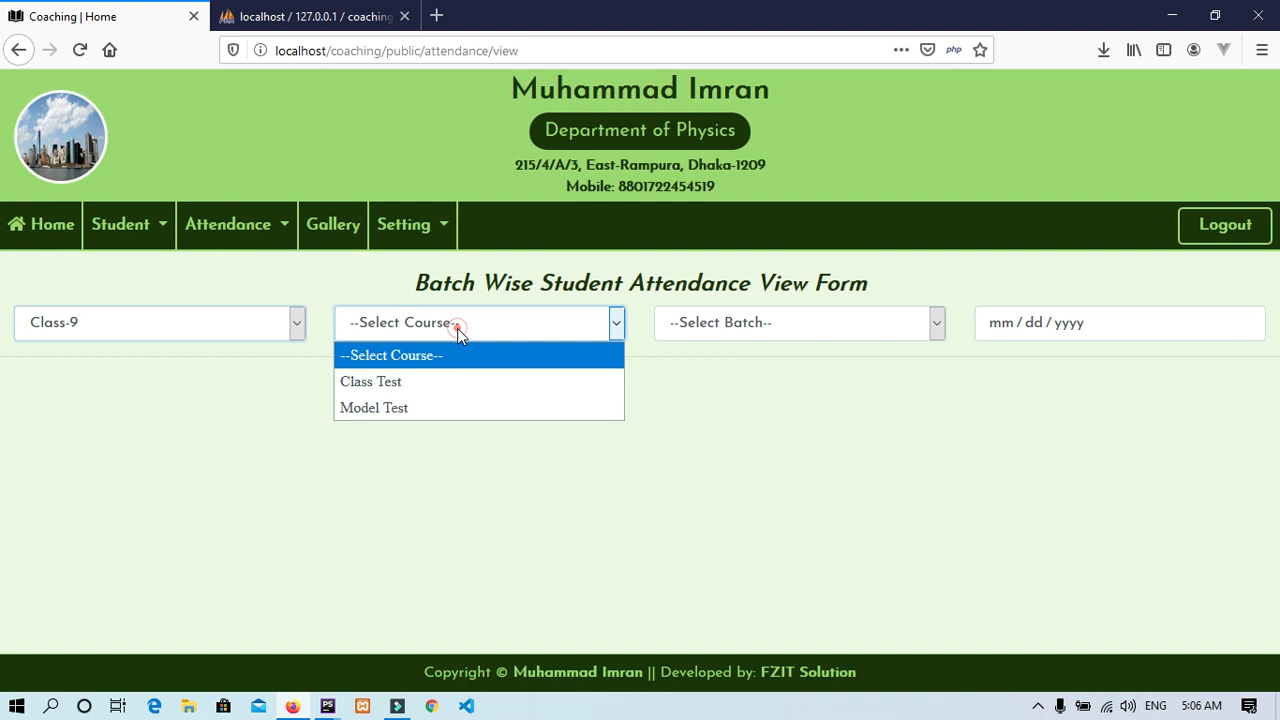 Coaching | Home
localhost / 127.0.0.1 / coaching
localhost/coaching/public/attendance/view
php
Muhammad Imran
Department of Physics
215/4/A/3, East-Rampura, Dhaka-1209
Mobile: 8801722454519
Home
Student
Attendance
Gallery
Setting
Logout
Batch Wise Student Attendance View Form
Class-9
--Select Course--
--Select Batch--
mm / dd / yyyy
--Select Course--
Class Test
Model Test
Copyright © Muhammad Imran || Developed by: FZIT Solution
PS
ENG
5:06 AM